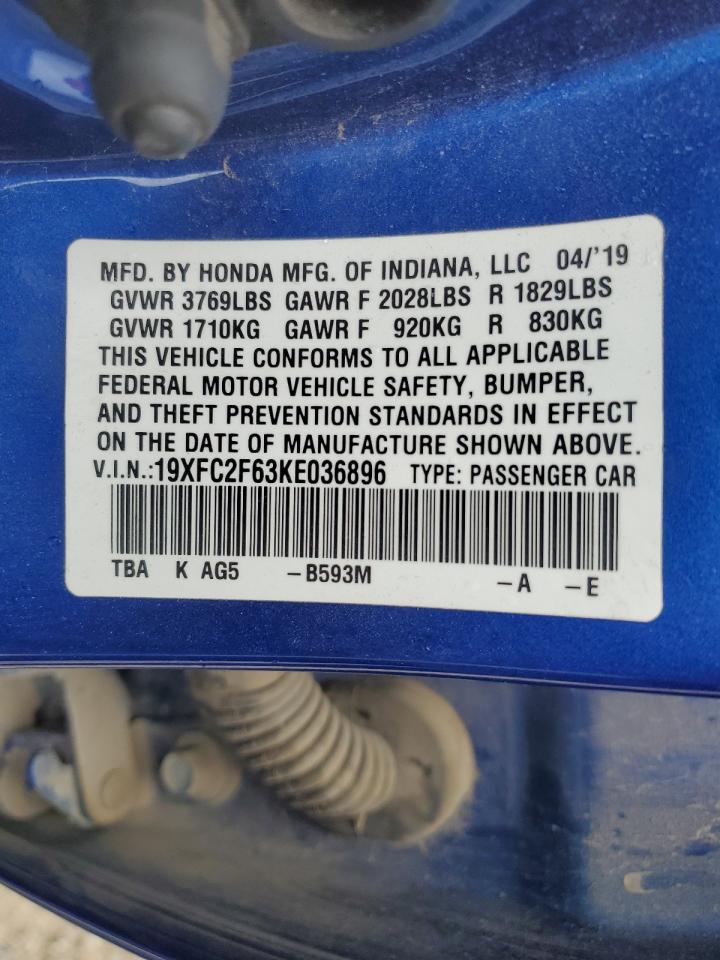 MFD. BY HONDA MFG. OF INDIANA, LLC 04/'19
GVWR 3769LBS GAWR F 2028LBS R 1829LBS
GVWR 1710KG GAWR F 920KG R 830KG
THIS VEHICLE CONFORMS TO ALL APPLICABLE
FEDERAL MOTOR VEHICLE SAFETY, BUMPER,
AND THEFT PREVENTION STANDARDS IN EFFECT
ON THE DATE OF MANUFACTURE SHOWN ABOVE.
V.I.N.:19XFC2F63KE036896 TYPE: PASSENGER CAR
TBA K AG5 -B593M -A -E